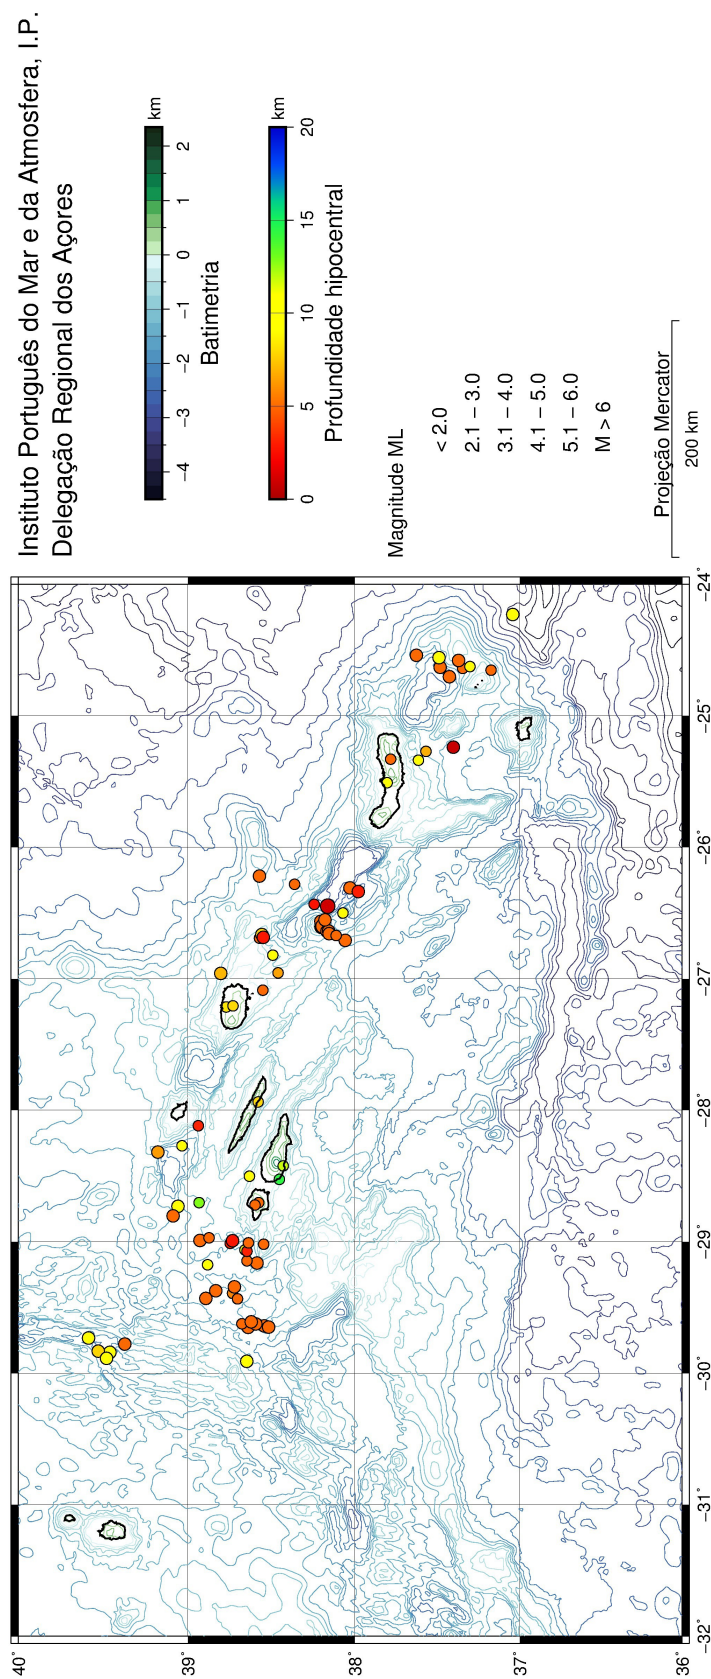 Instituto Português do Mar e da Atmosfera, I.P.
Delegação Regional dos Açores
km
−4 −3 −2 −1 0 1 2
Batimetria
km
0 5 10 15 20
Profundidade hipocentral
Magnitude ML
< 2.0
2.1 − 3.0
3.1 − 4.0
4.1 − 5.0
5.1 − 6.0
M > 6
Projeção Mercator
200 km
40°
39°
38°
37°
36°
−32° −31° −30° −29° −28° −27° −26° −25° −24°